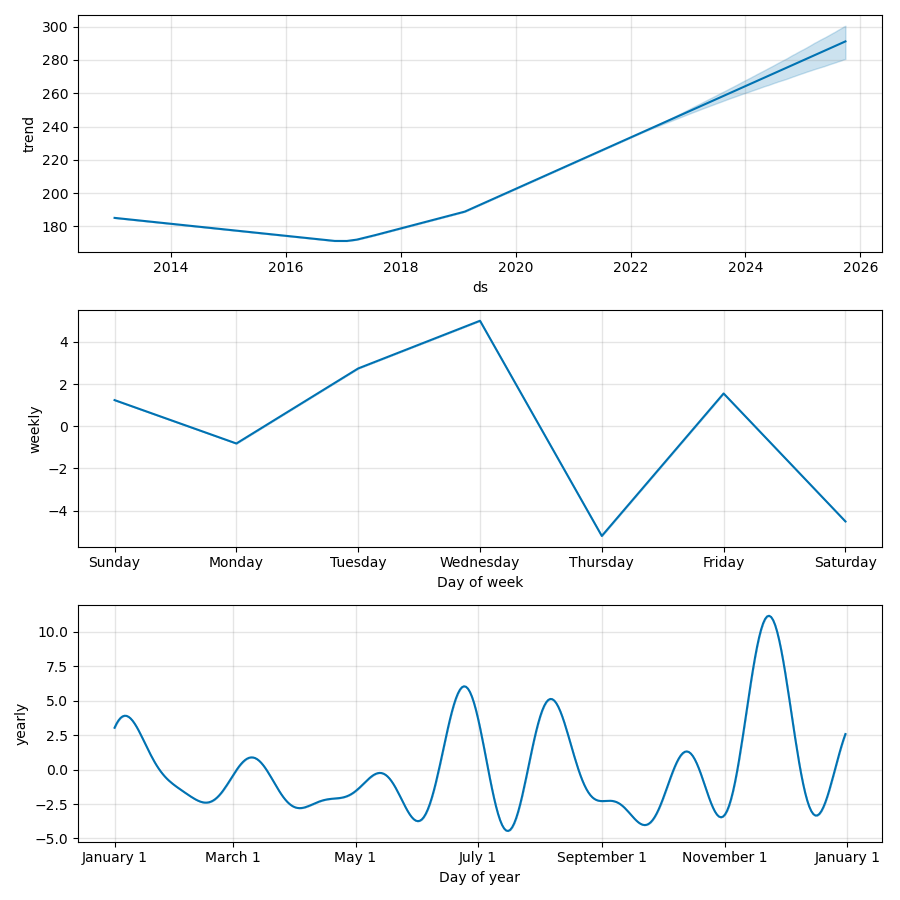 300
280
260
240
220
200
180
trend
2014 2016 2018 2020 2022 2024 2026
ds
4
2
0
−2
−4
weekly
Sunday Monday Tuesday Wednesday Thursday Friday Saturday
Day of week
10.0
7.5
5.0
2.5
0.0
−2.5
−5.0
yearly
January 1 March 1 May 1 July 1 September 1 November 1 January 1
Day of year